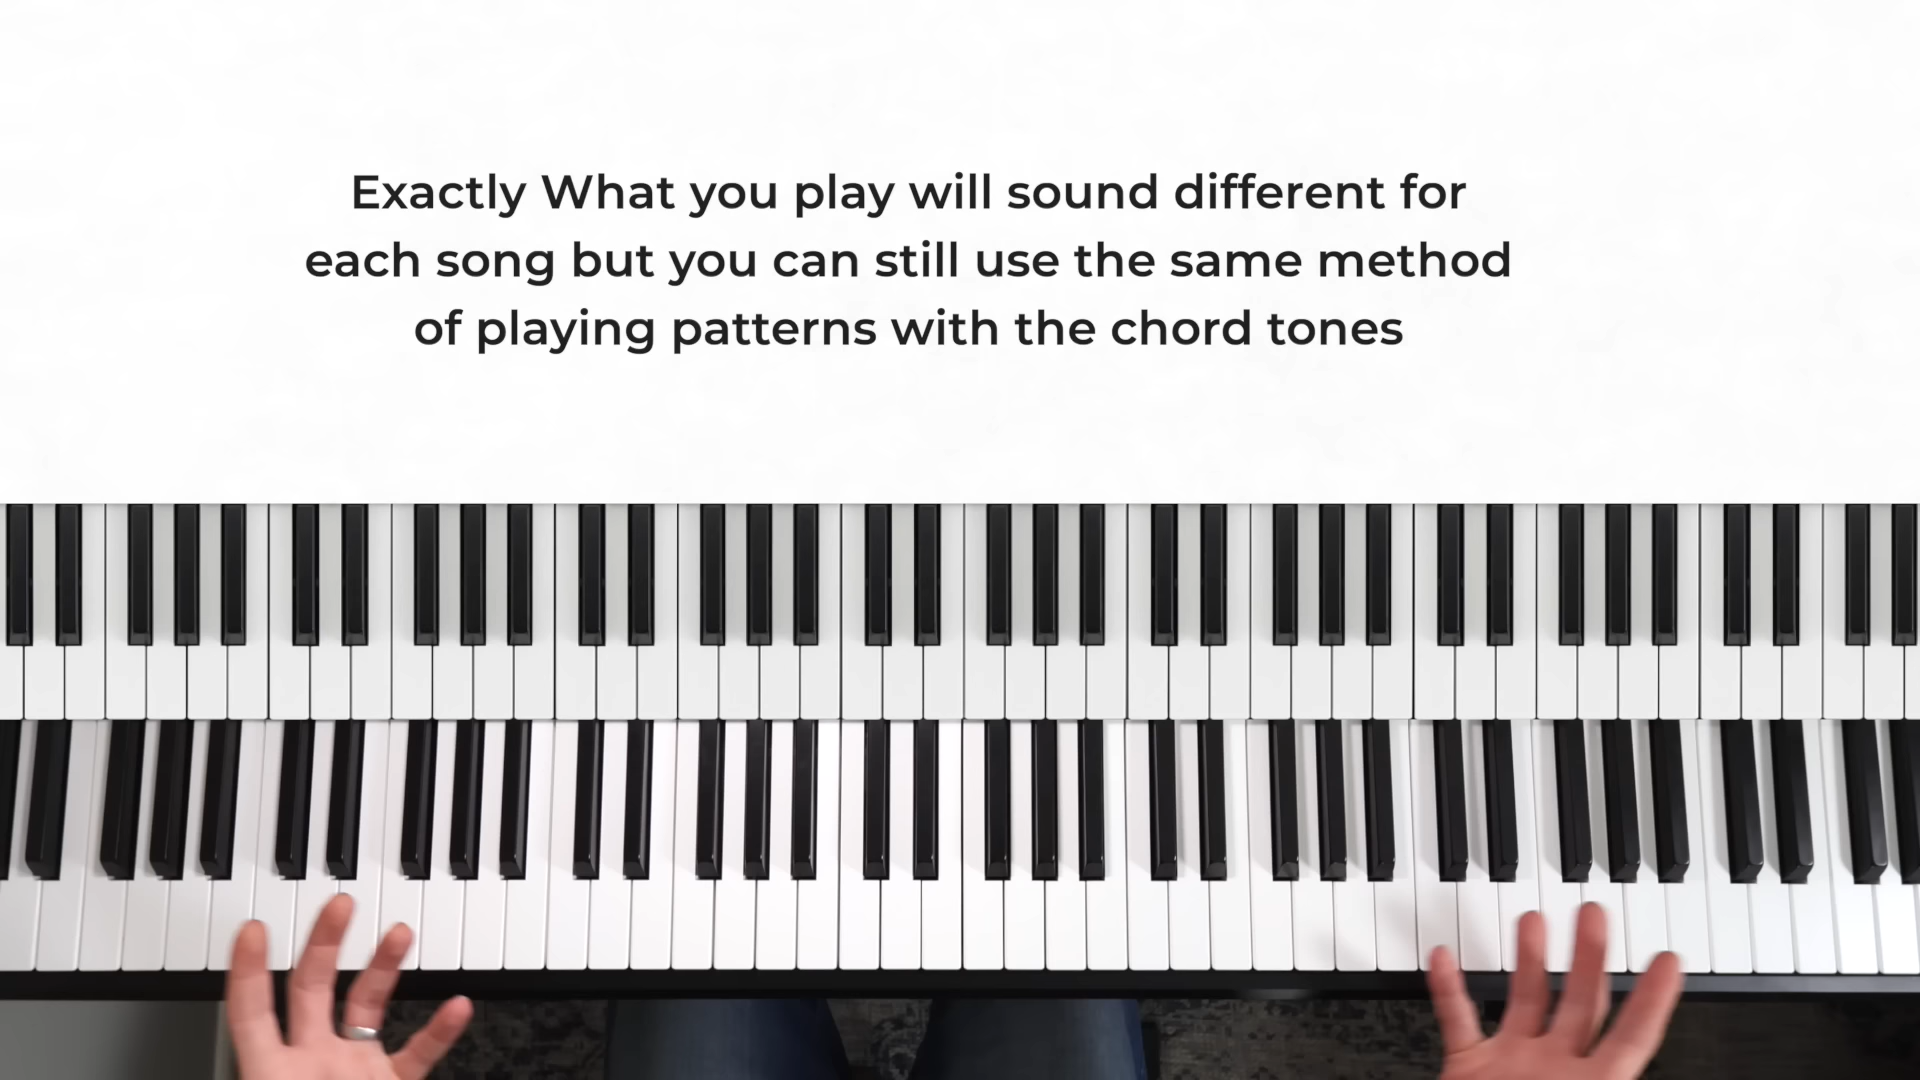 Exactly What you play will sound different for
each song but you can still use the same method
of playing patterns with the chord tones